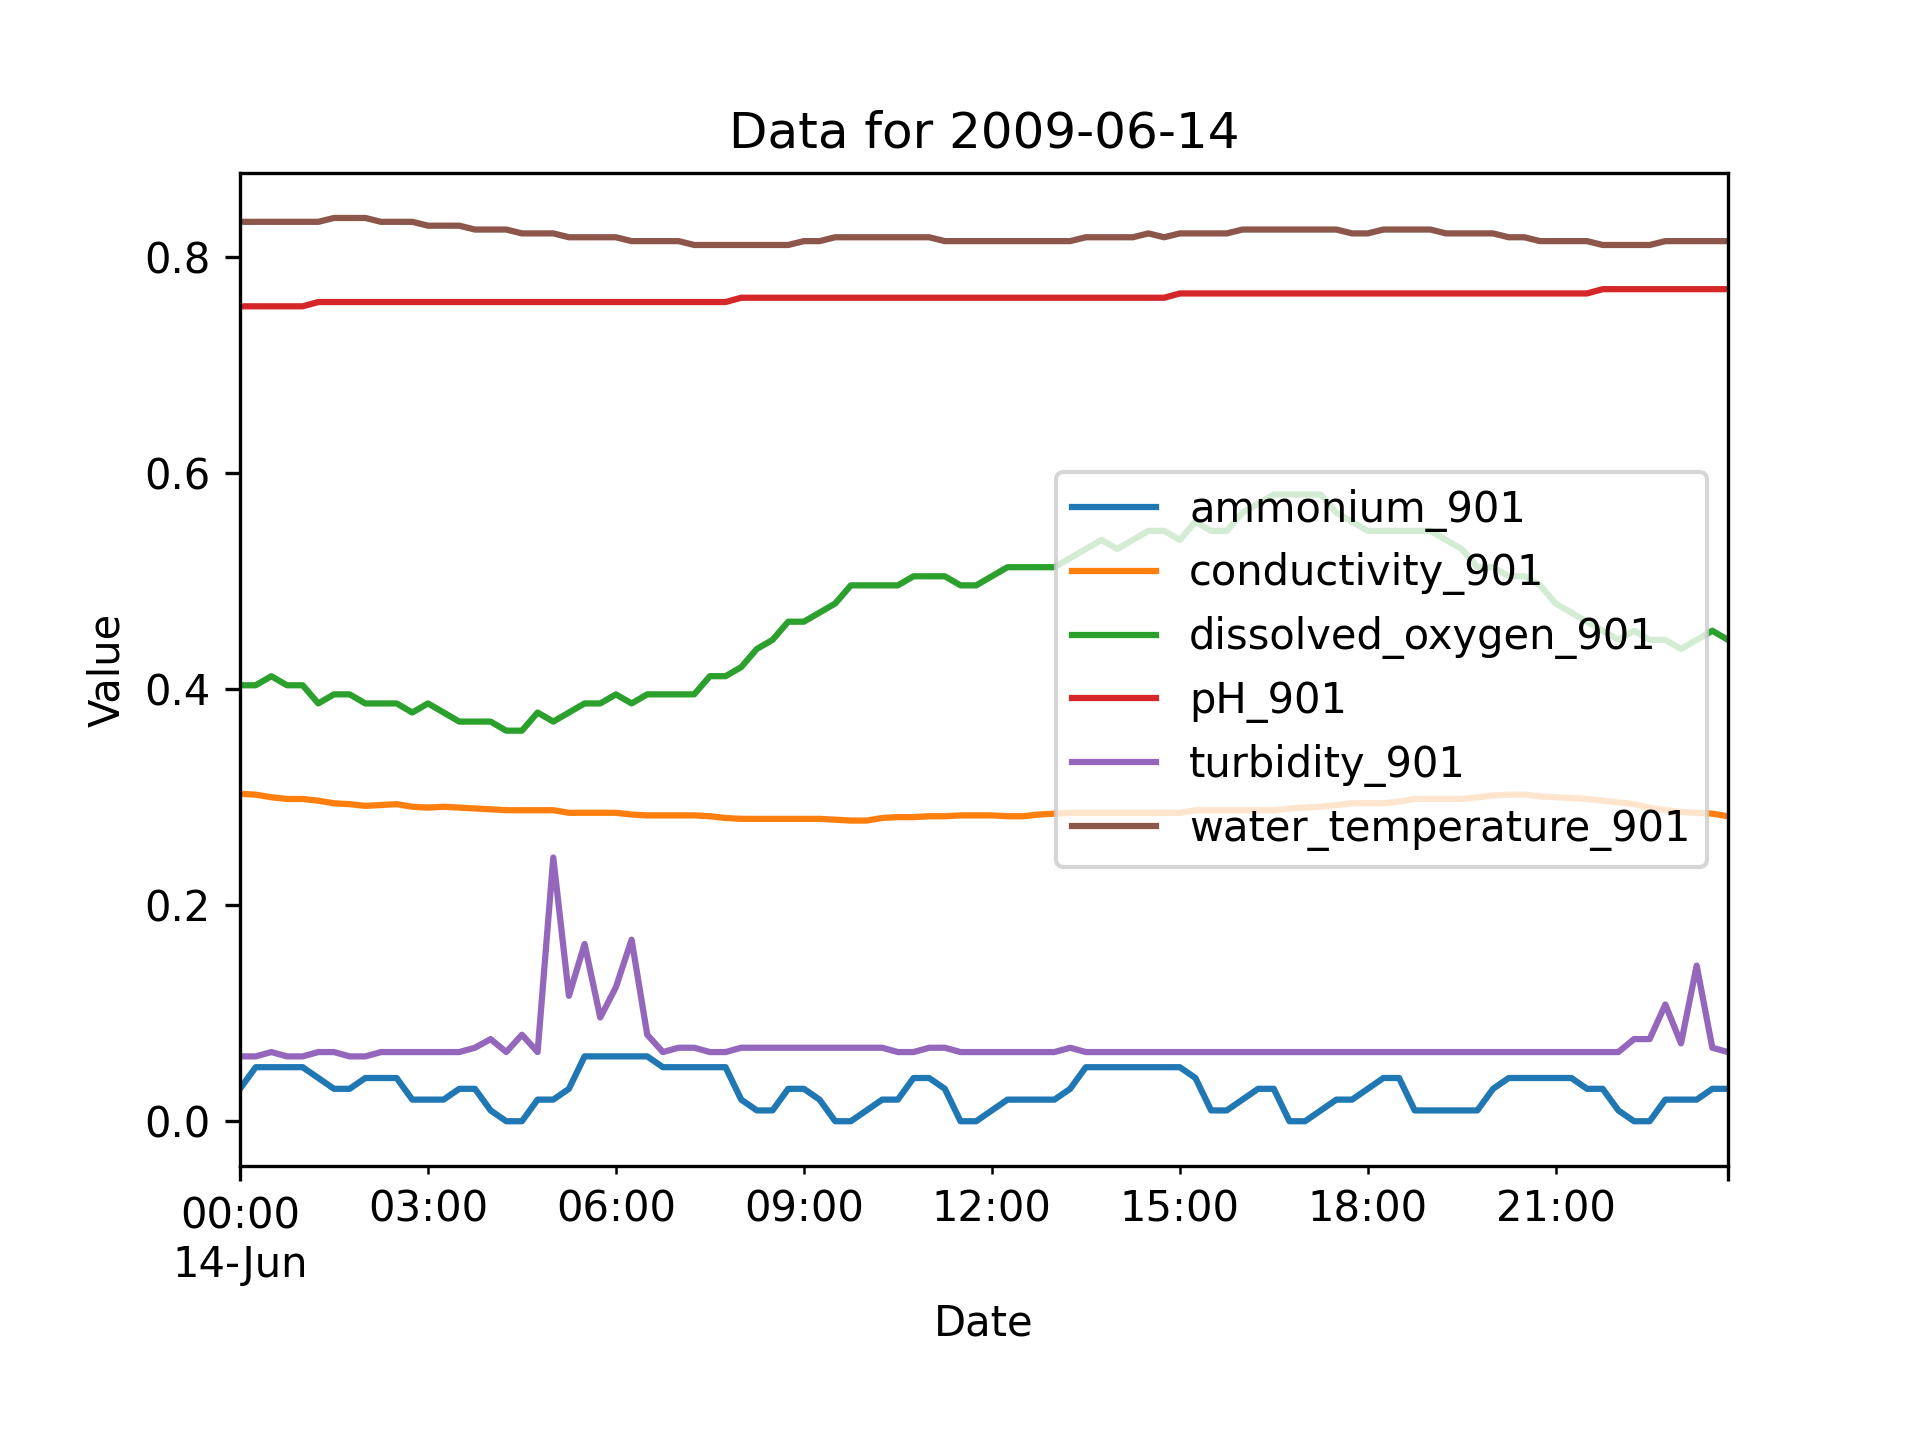 Data for 2009-06-14
Value
0.8
0.6
0.4
0.2
0.0
ammonium_901
conductivity_901
dissolved_oxygen_901
pH_901
turbidity_901
water_temperature_901
00:00 03:00 06:00 09:00 12:00 15:00 18:00 21:00
14-Jun
Date